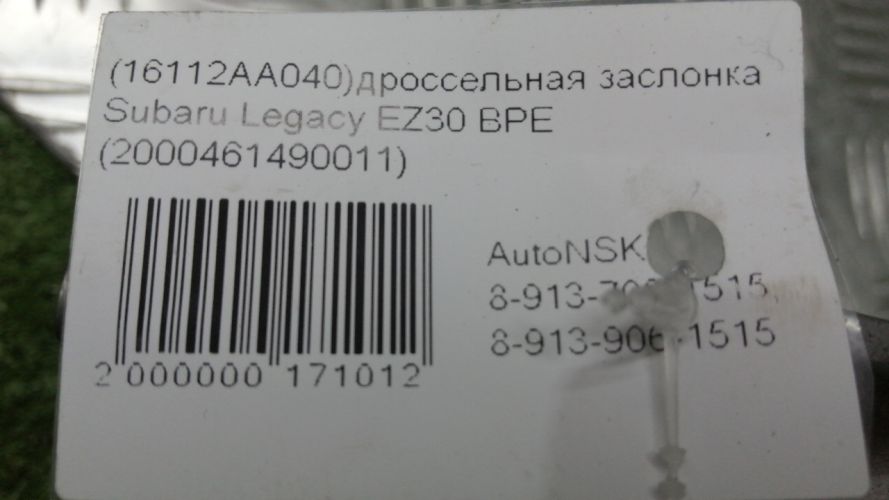 (16112AA040)дроссельная заслонка
Subaru Legacy EZ30 BPE
(2000461490011)
AutoNSK
8-913-906-1515
2 000000 171012